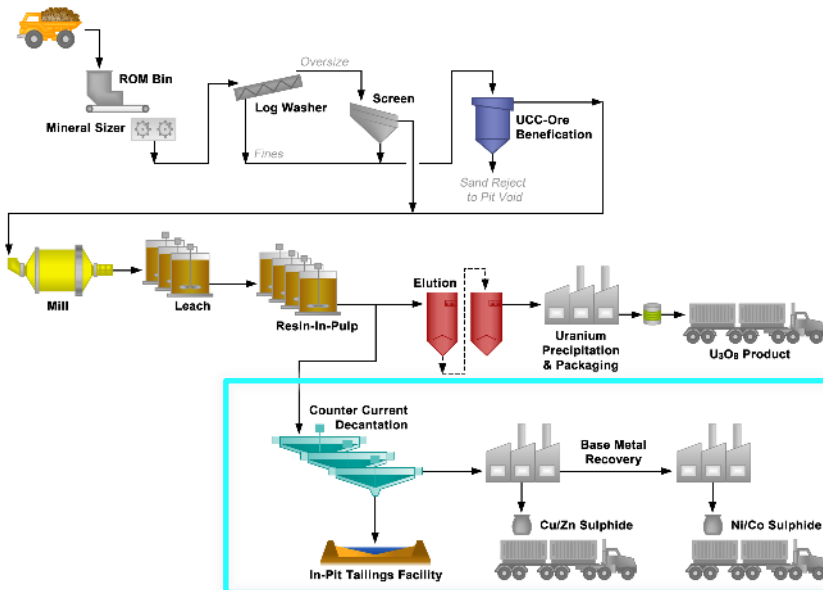 ROM Bin
Mineral Sizer
Oversize
Log Washer
Screen
Fines
UCC-Ore
Benefication
Sand Reject
to Pit Void
Mill
Leach
Resin-In-Pulp
Elution
Uranium
Precipitation
& Packaging
U₃O₈ Product
Counter Current
Decantation
Base Metal
Recovery
In-Pit Tailings Facility
Cu/Zn Sulphide
Ni/Co Sulphide